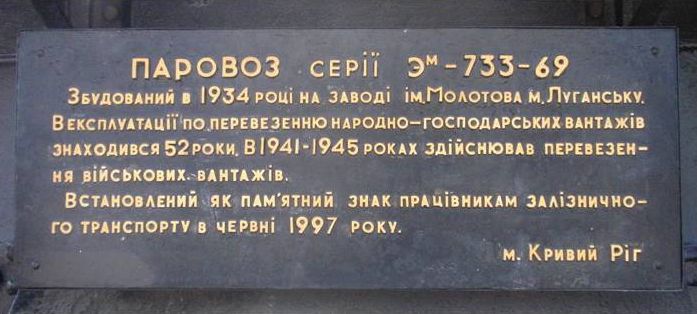 ПАРОВОЗ СЕРІЇ Эᴹ-733-69
ЗБУДОВАНИЙ В 1934 РОЦІ НА ЗАВОДІ ІМ. МОЛОТОВА М. ЛУГАНСЬКУ.
В ЕКСПЛУАТАЦІЇ ПО ПЕРЕВЕЗЕННЮ НАРОДНО-ГОСПОДАРСЬКИХ ВАНТАЖІВ
ЗНАХОДИВСЯ 52 РОКИ. В 1941-1945 РОКАХ ЗДІЙСНЮВАВ ПЕРЕВЕЗЕН-
НЯ ВІЙСЬКОВИХ ВАНТАЖІВ.
ВСТАНОВЛЕНИЙ ЯК ПАМ'ЯТНИЙ ЗНАК ПРАЦІВНИКАМ ЗАЛІЗНИЧНО-
ГО ТРАНСПОРТУ В ЧЕРВНІ 1997 РОКУ.
М. КРИВИЙ РІГ